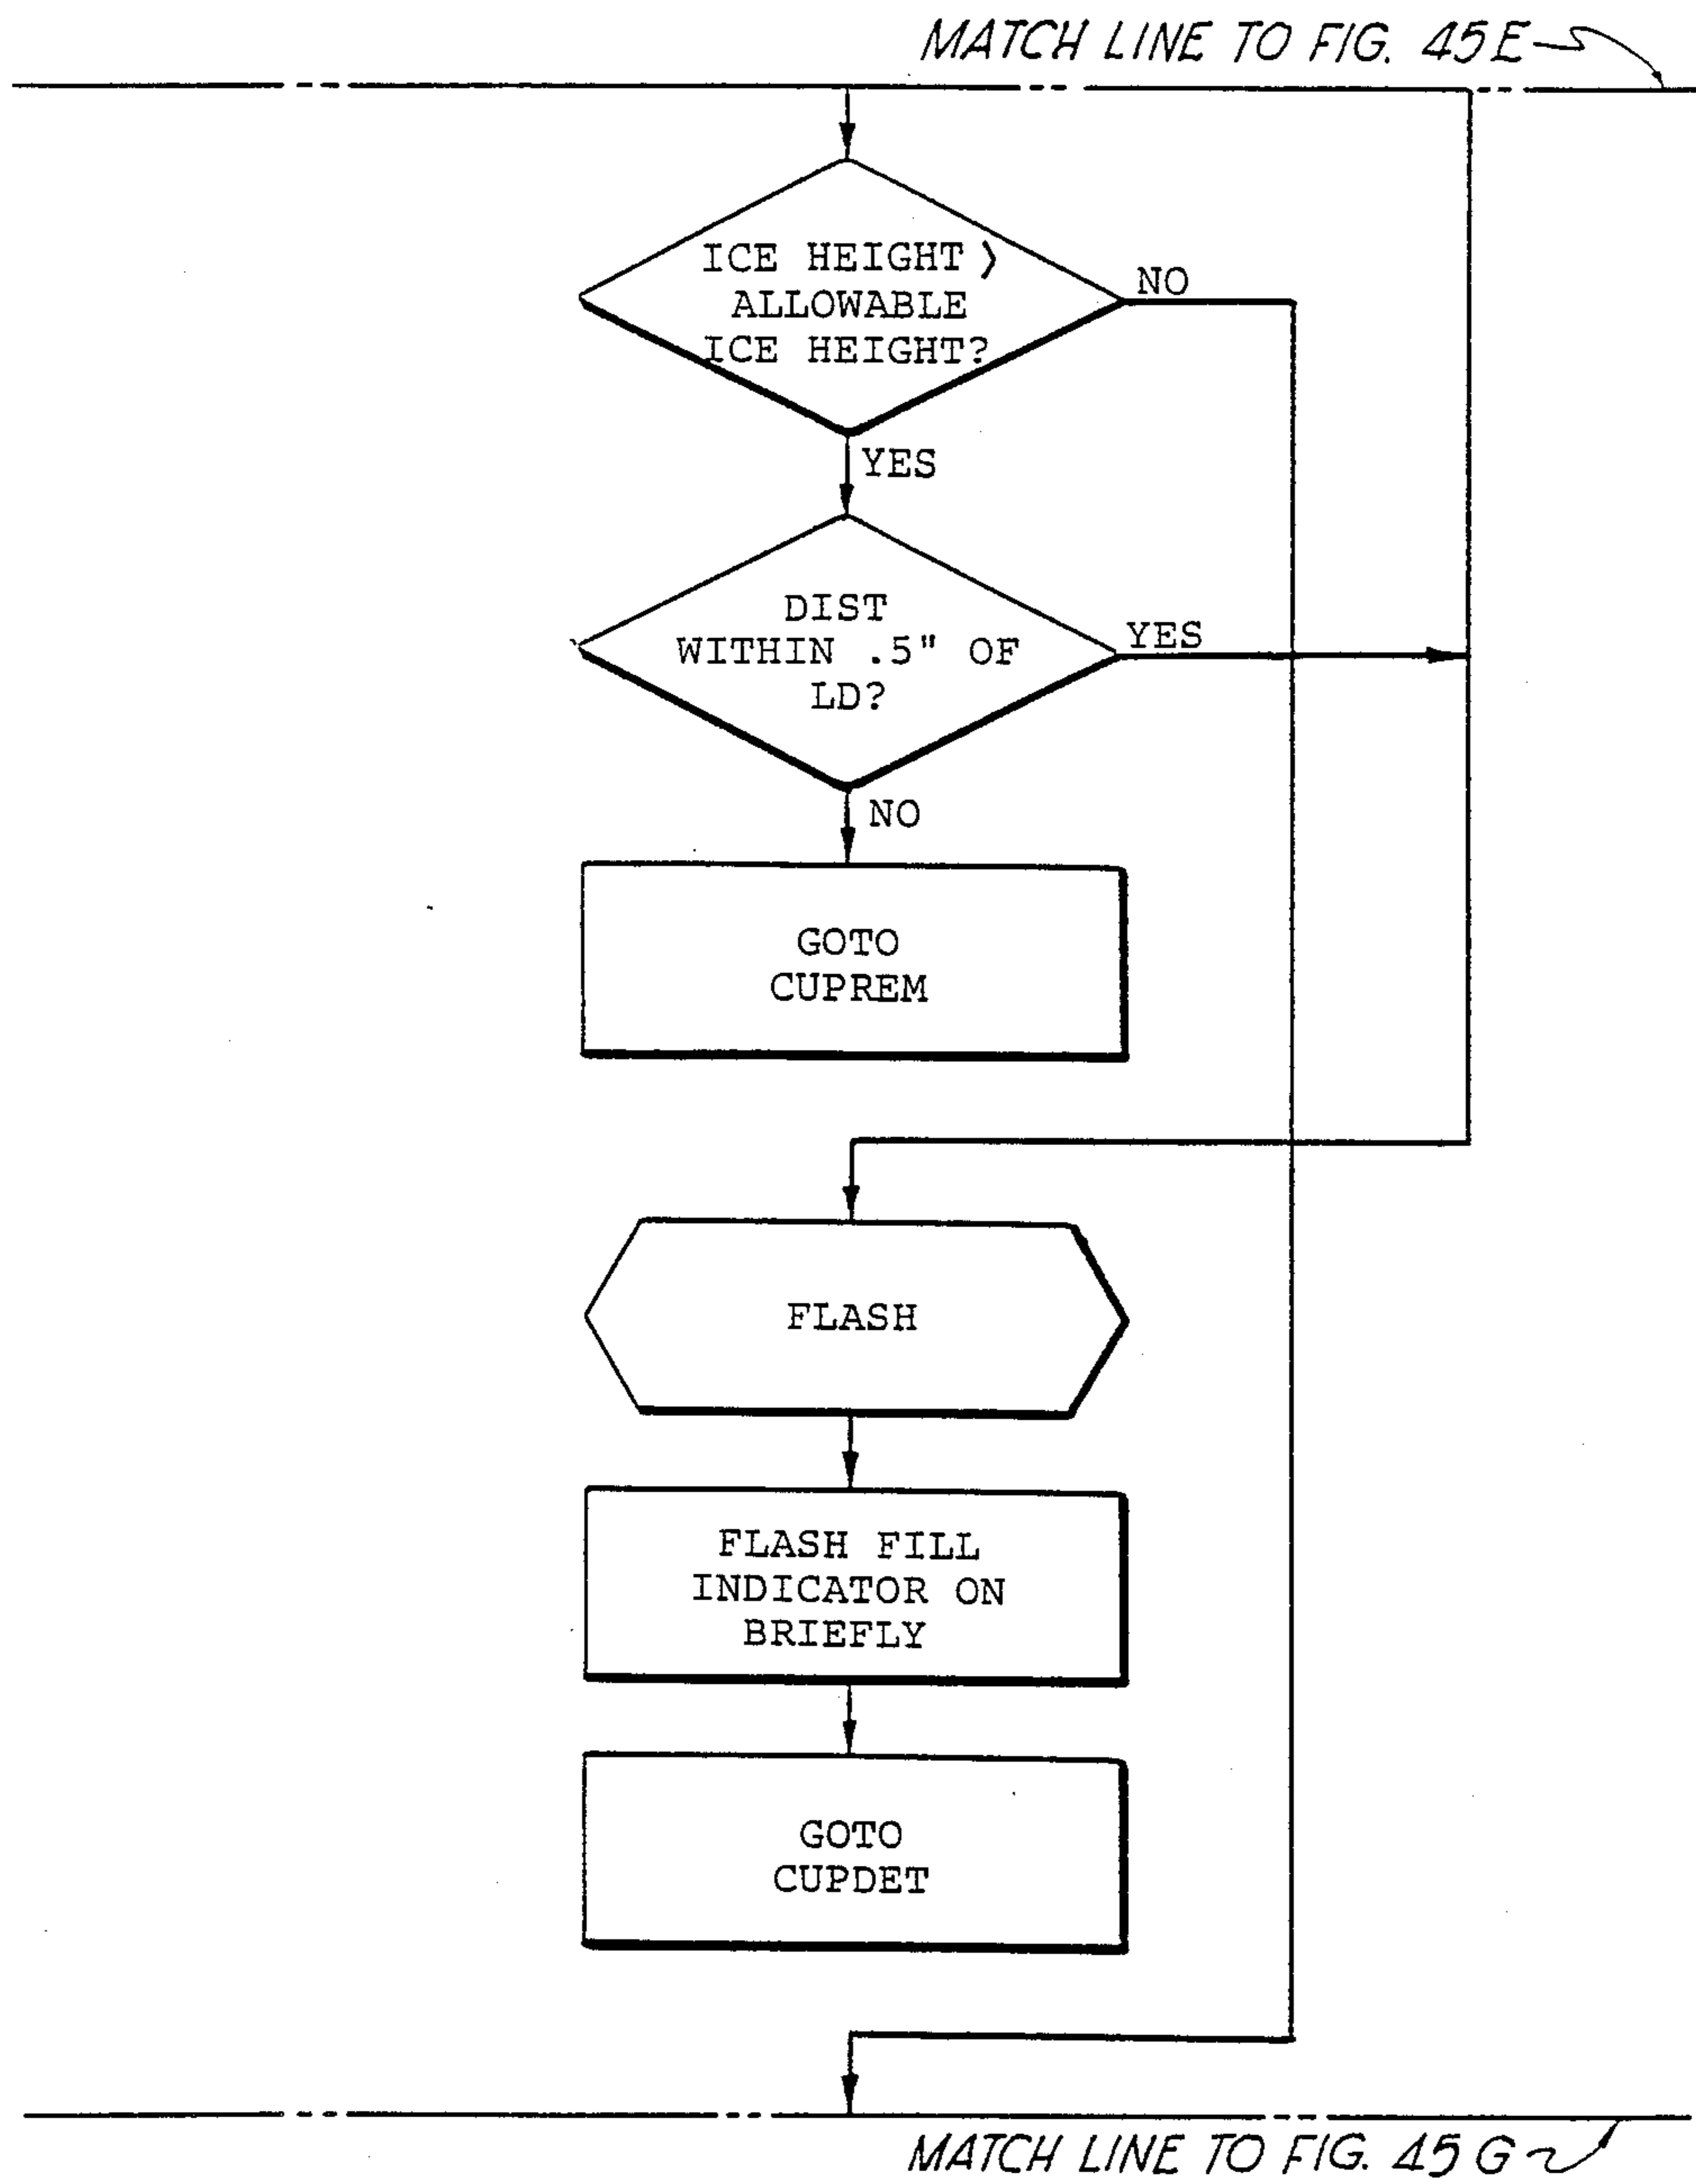 MATCH LINE TO FIG. 45E
ICE HEIGHT >
ALLOWABLE
ICE HEIGHT?
NO
YES
DIST
WITHIN .5" OF
LD?
YES
NO
GOTO
CUPREM
FLASH
FLASH FILL
INDICATOR ON
BRIEFLY
GOTO
CUPDET
MATCH LINE TO FIG. 45G